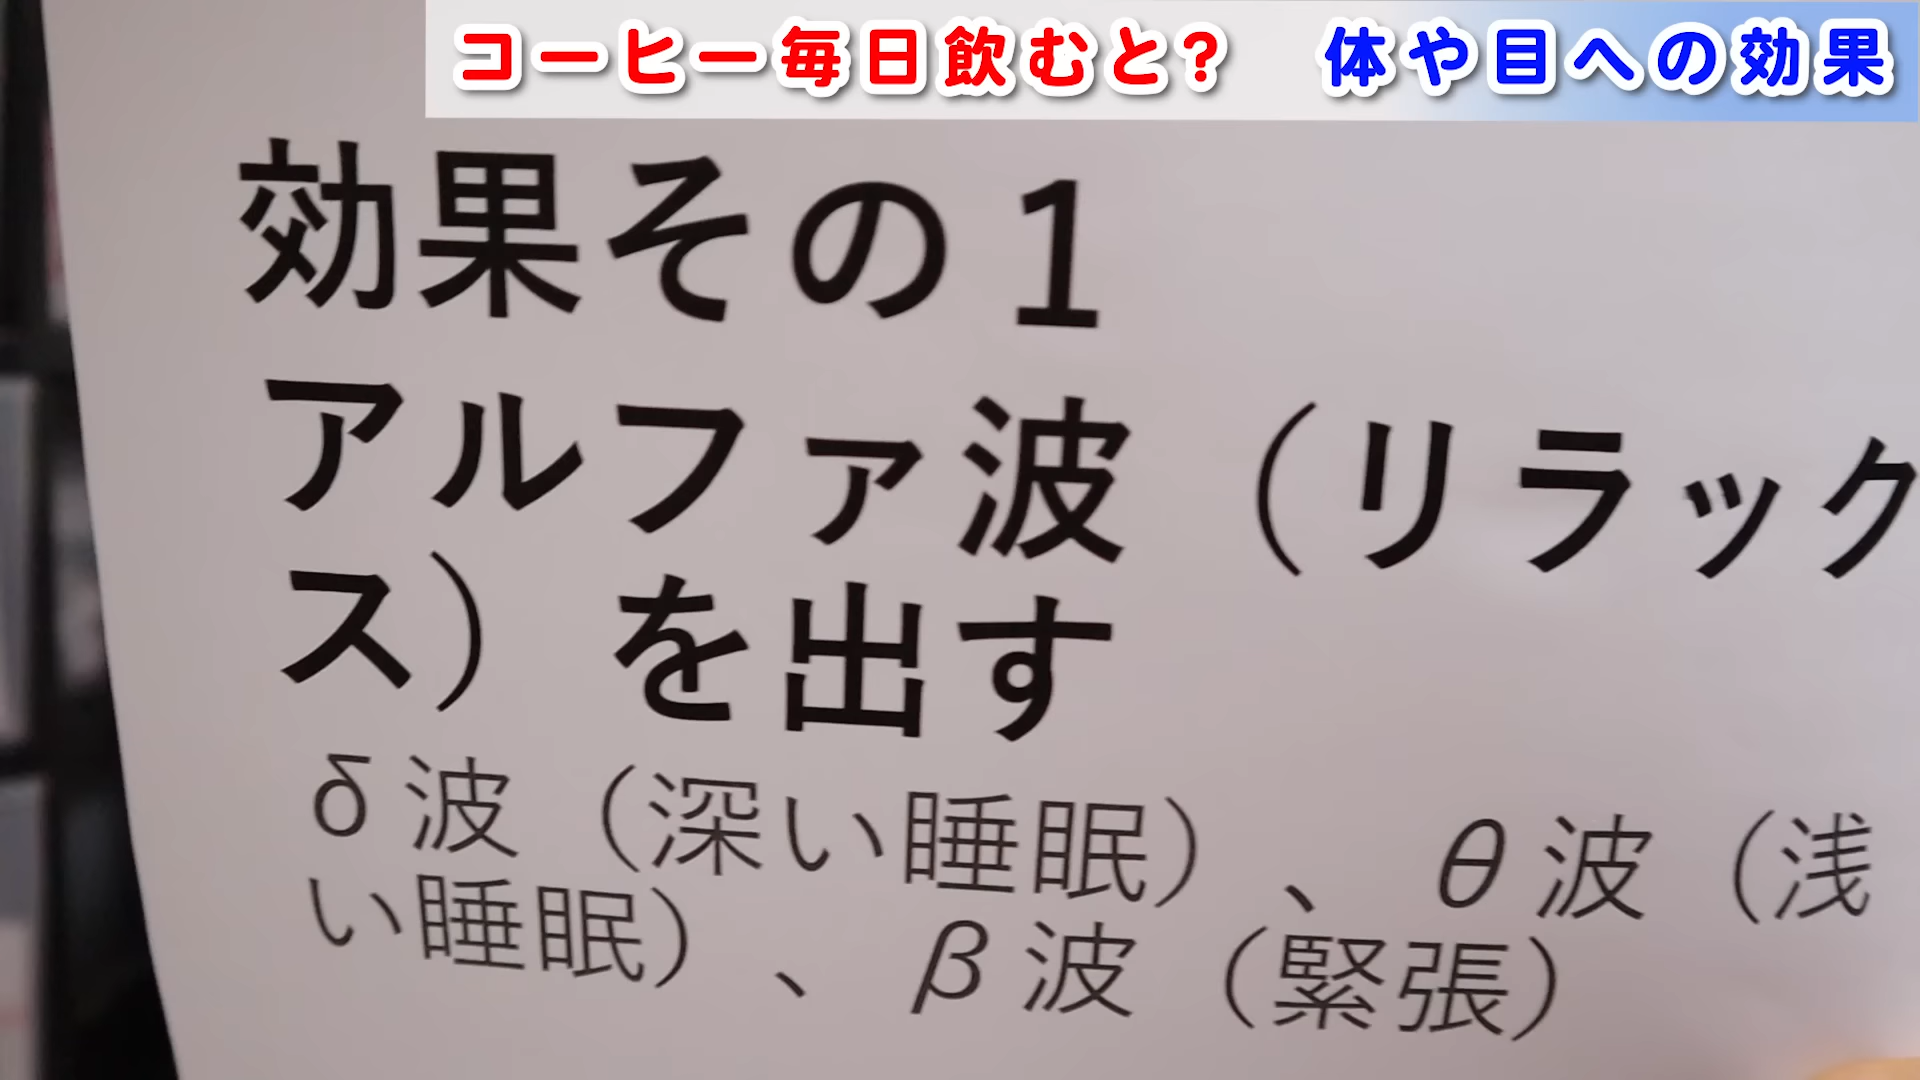 コーヒー毎日飲むと?　体や目への効果
効果その1
アルファ波（リラック
ス）を出す
δ波（深い睡眠）、θ波（浅
い睡眠）、β波（緊張）